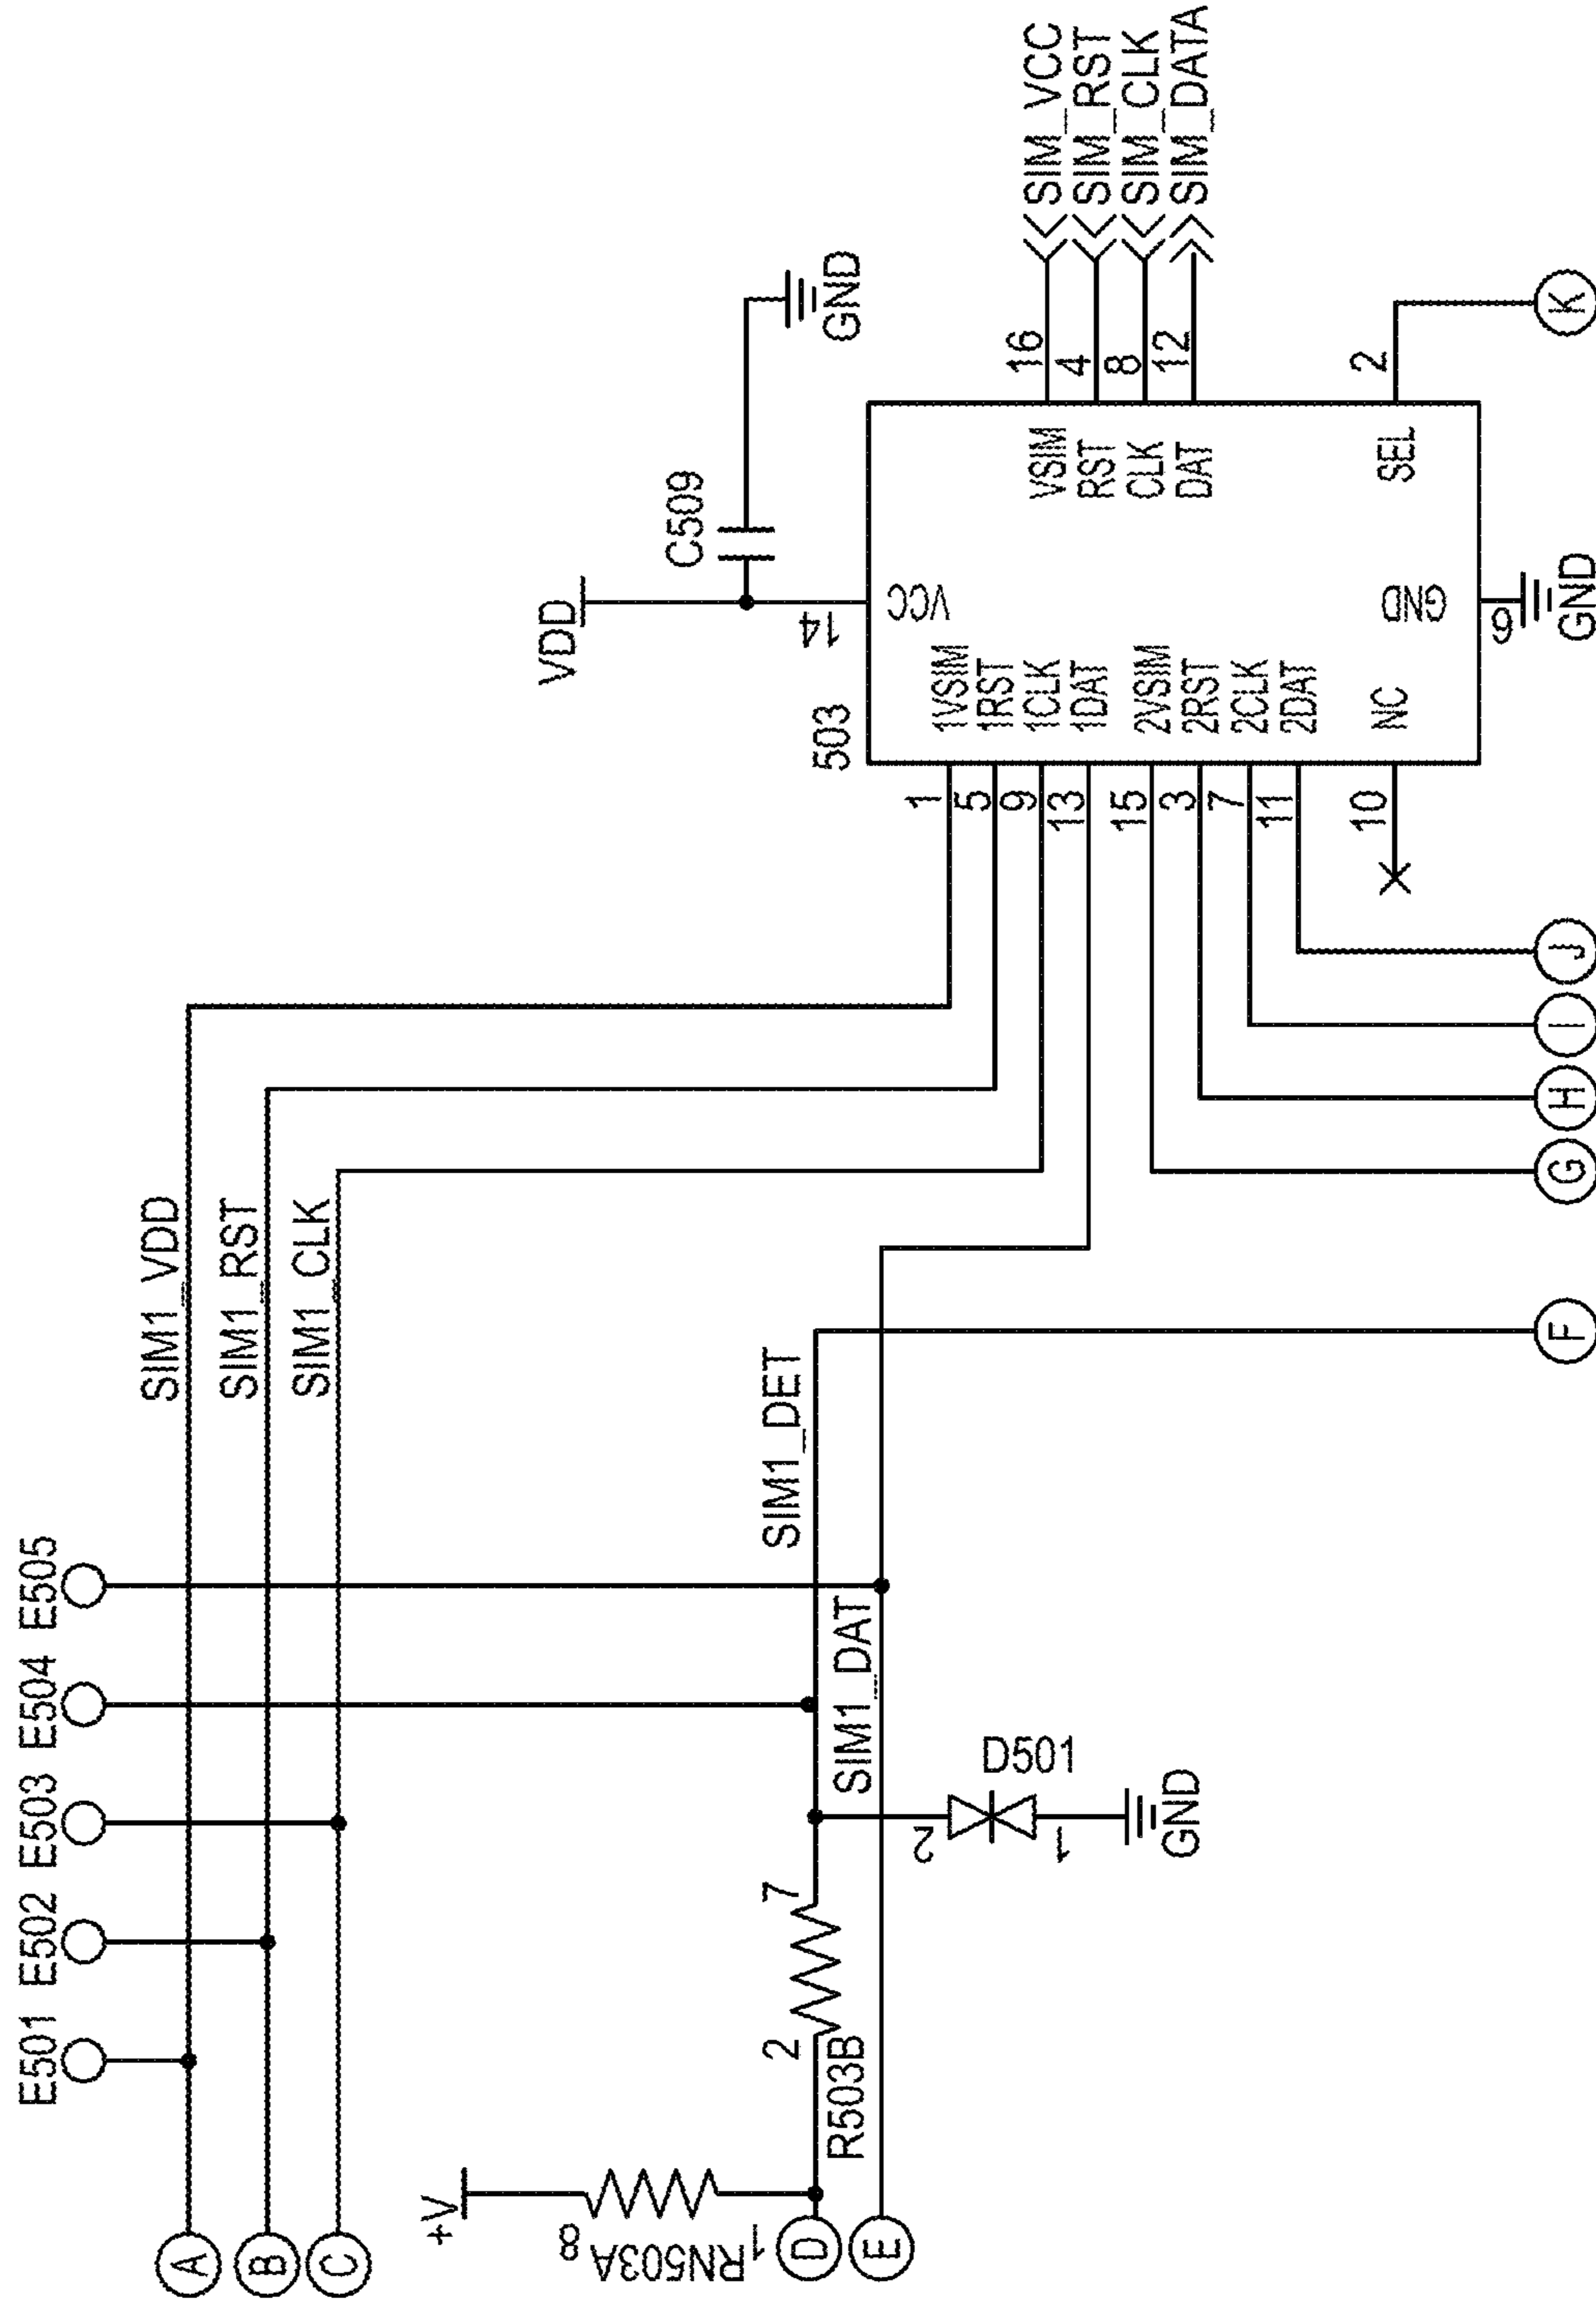 E501
E502
E503
E504
E505
A
SIM1_VDD
B
SIM1_RST
C
SIM1_CLK
+V
8
RN503A
1
D
2
R503B
7
SIM1_DET
E
SIM1_DAT
2
D501
1
GND
F
G
H
I
J
K
VDD
C509
GND
14
503
VCC
1
1VSIM
5
1RST
9
1CLK
13
1DAT
15
2VSIM
3
2RST
7
2CLK
11
2DAT
10
NC
GND
6
GND
VSIM
16
SIM_VCC
RST
4
SIM_RST
CLK
8
SIM_CLK
DAT
12
SIM_DATA
SEL
2